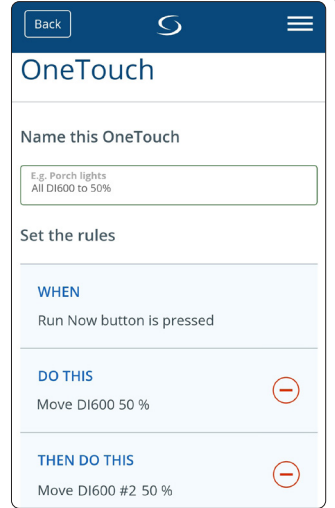 Back
OneTouch
Name this OneTouch
E.g. Porch lights
All DI600 to 50%
Set the rules
WHEN
Run Now button is pressed
DO THIS
Move DI600 50 %
THEN DO THIS
Move DI600 #2 50 %